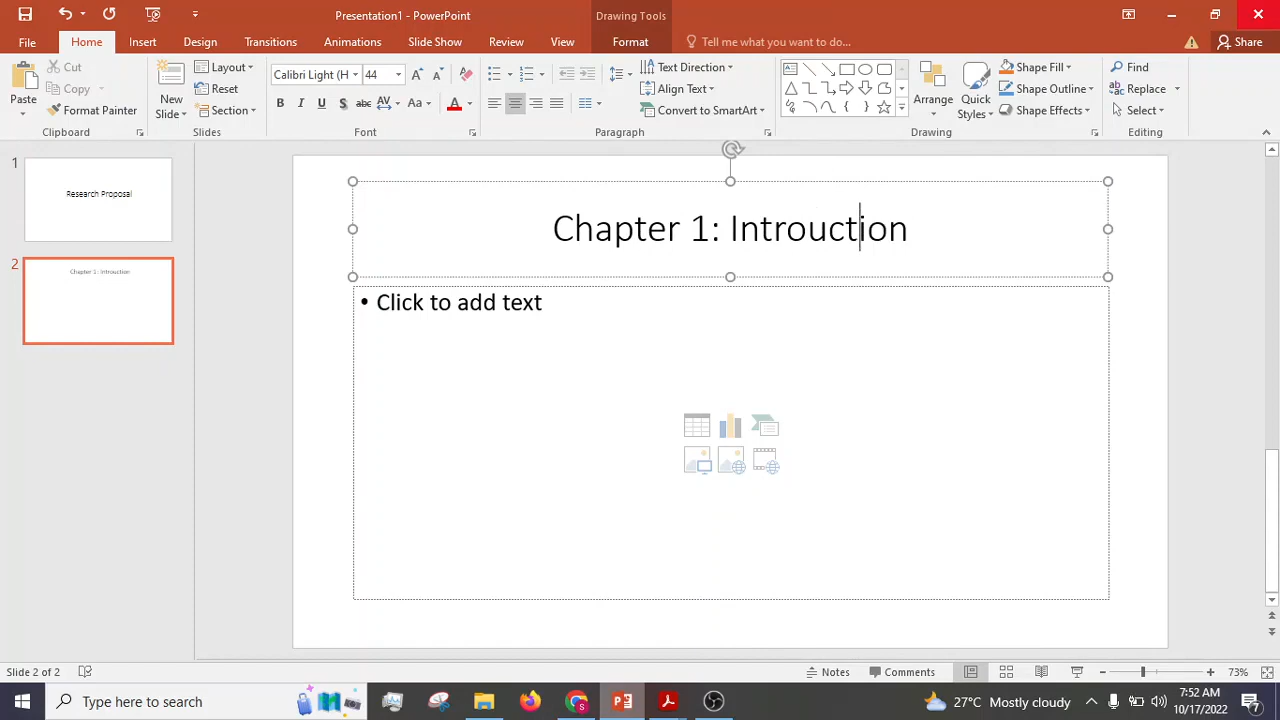 Presentation1 - PowerPoint
Drawing Tools
File
Home
Insert
Design
Transitions
Animations
Slide Show
Review
View
Format
Tell me what you want to do...
Share
Paste
Cut
Copy
Format Painter
Clipboard
New
Slide
Layout
Reset
Section
Slides
Calibri Light (H
44
B I U S abc AV Aa A
Font
Text Direction
Align Text
Convert to SmartArt
Paragraph
Arrange
Quick
Styles
Shape Fill
Shape Outline
Shape Effects
Drawing
Find
Replace
Select
Editing
1
Research Proposal
2
Chapter 1: Introuction
Chapter 1: Introuction
• Click to add text
Slide 2 of 2
Notes
Comments
73%
Type here to search
27°C Mostly cloudy
7:52 AM
10/17/2022
7